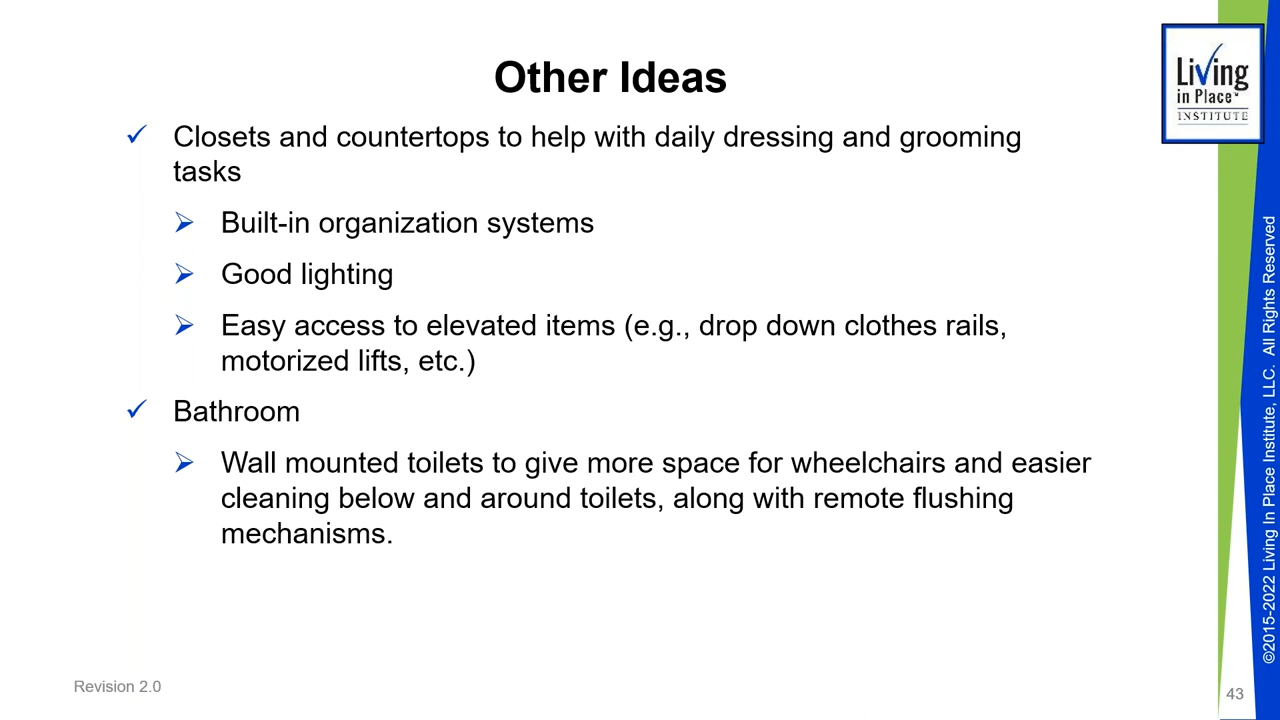 Other Ideas
Living
in Place™
INSTITUTE
✓ Closets and countertops to help with daily dressing and grooming
tasks
➢ Built-in organization systems
➢ Good lighting
➢ Easy access to elevated items (e.g., drop down clothes rails,
motorized lifts, etc.)
✓ Bathroom
➢ Wall mounted toilets to give more space for wheelchairs and easier
cleaning below and around toilets, along with remote flushing
mechanisms.
©2015-2022 Living In Place Institute, LLC. All Rights Reserved
Revision 2.0
43